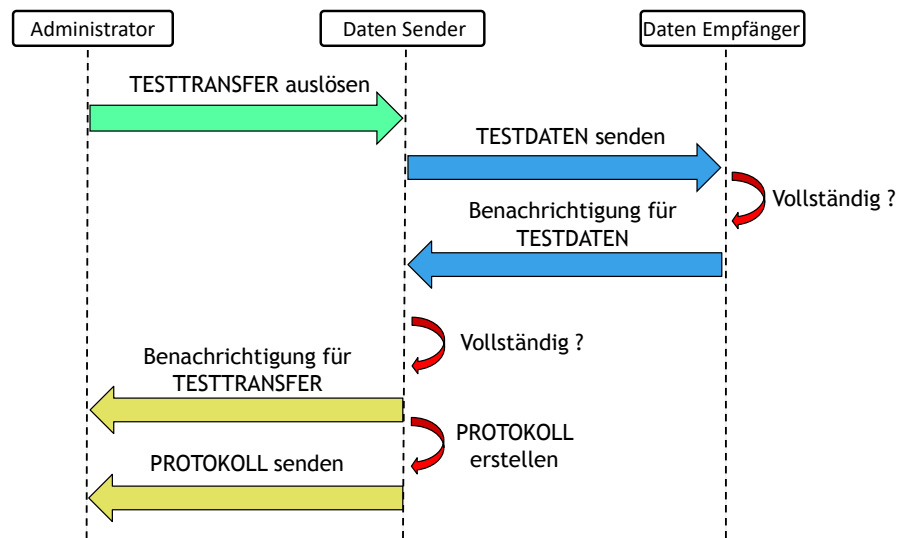 Administrator
Daten Sender
Daten Empfänger
TESTTRANSFER auslösen
TESTDATEN senden
Vollständig ?
Benachrichtigung für
TESTDATEN
Vollständig ?
Benachrichtigung für
TESTTRANSFER
PROTOKOLL
erstellen
PROTOKOLL senden